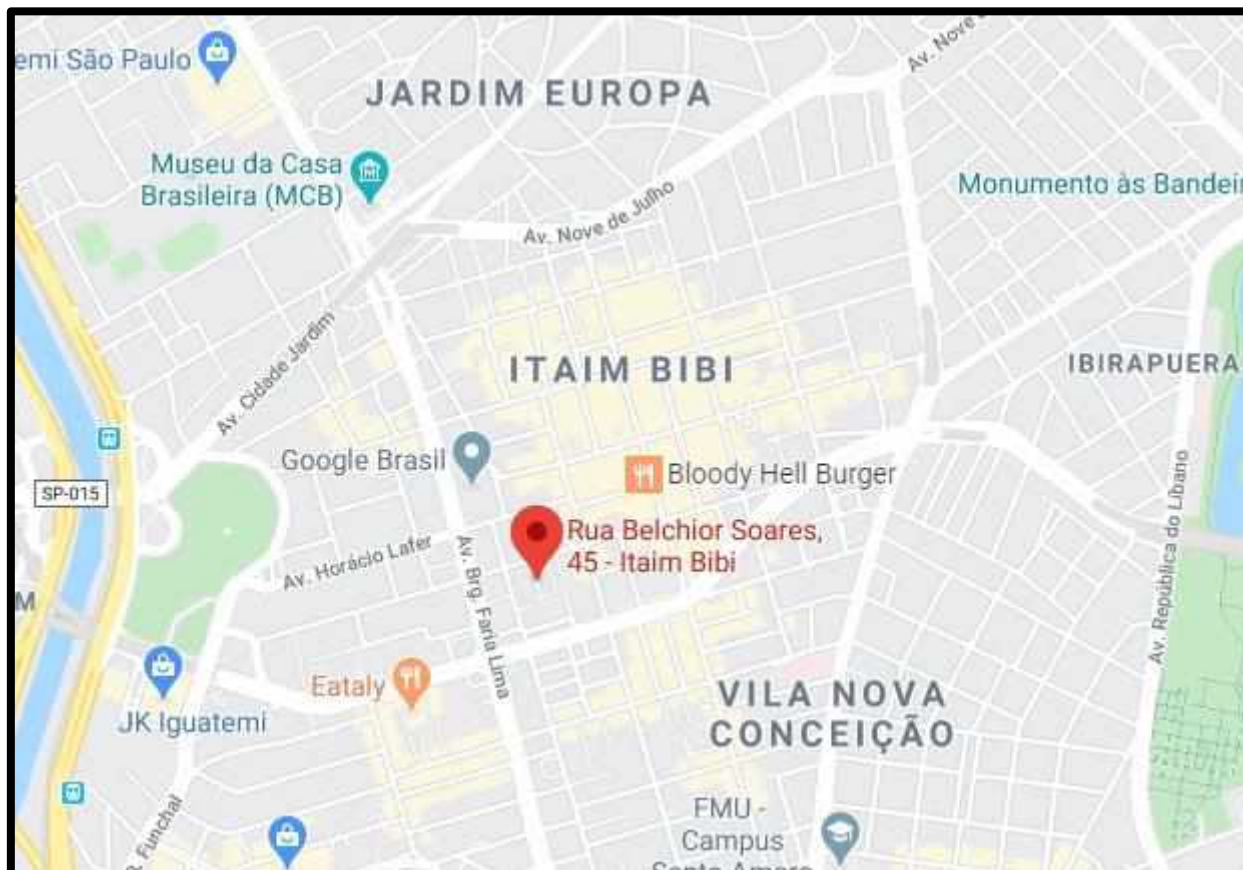 Av. Nove
emi São Paulo
JARDIM EUROPA
Museu da Casa
Brasileira (MCB)
Monumento às Bandeir
Av. Nove de Julho
Av. Cidade Jardim
ITAIM BIBI
IBIRAPUERA
Google Brasil
Bloody Hell Burger
SP-015
Rua Belchior Soares,
45 - Itaim Bibi
Av. Horácio Lafer
Av. Brg. Faria Lima
Av. República do Líbano
M
Eataly
JK Iguatemi
VILA NOVA
CONCEIÇÃO
R. Funchal
FMU -
Campus
Santo Amaro